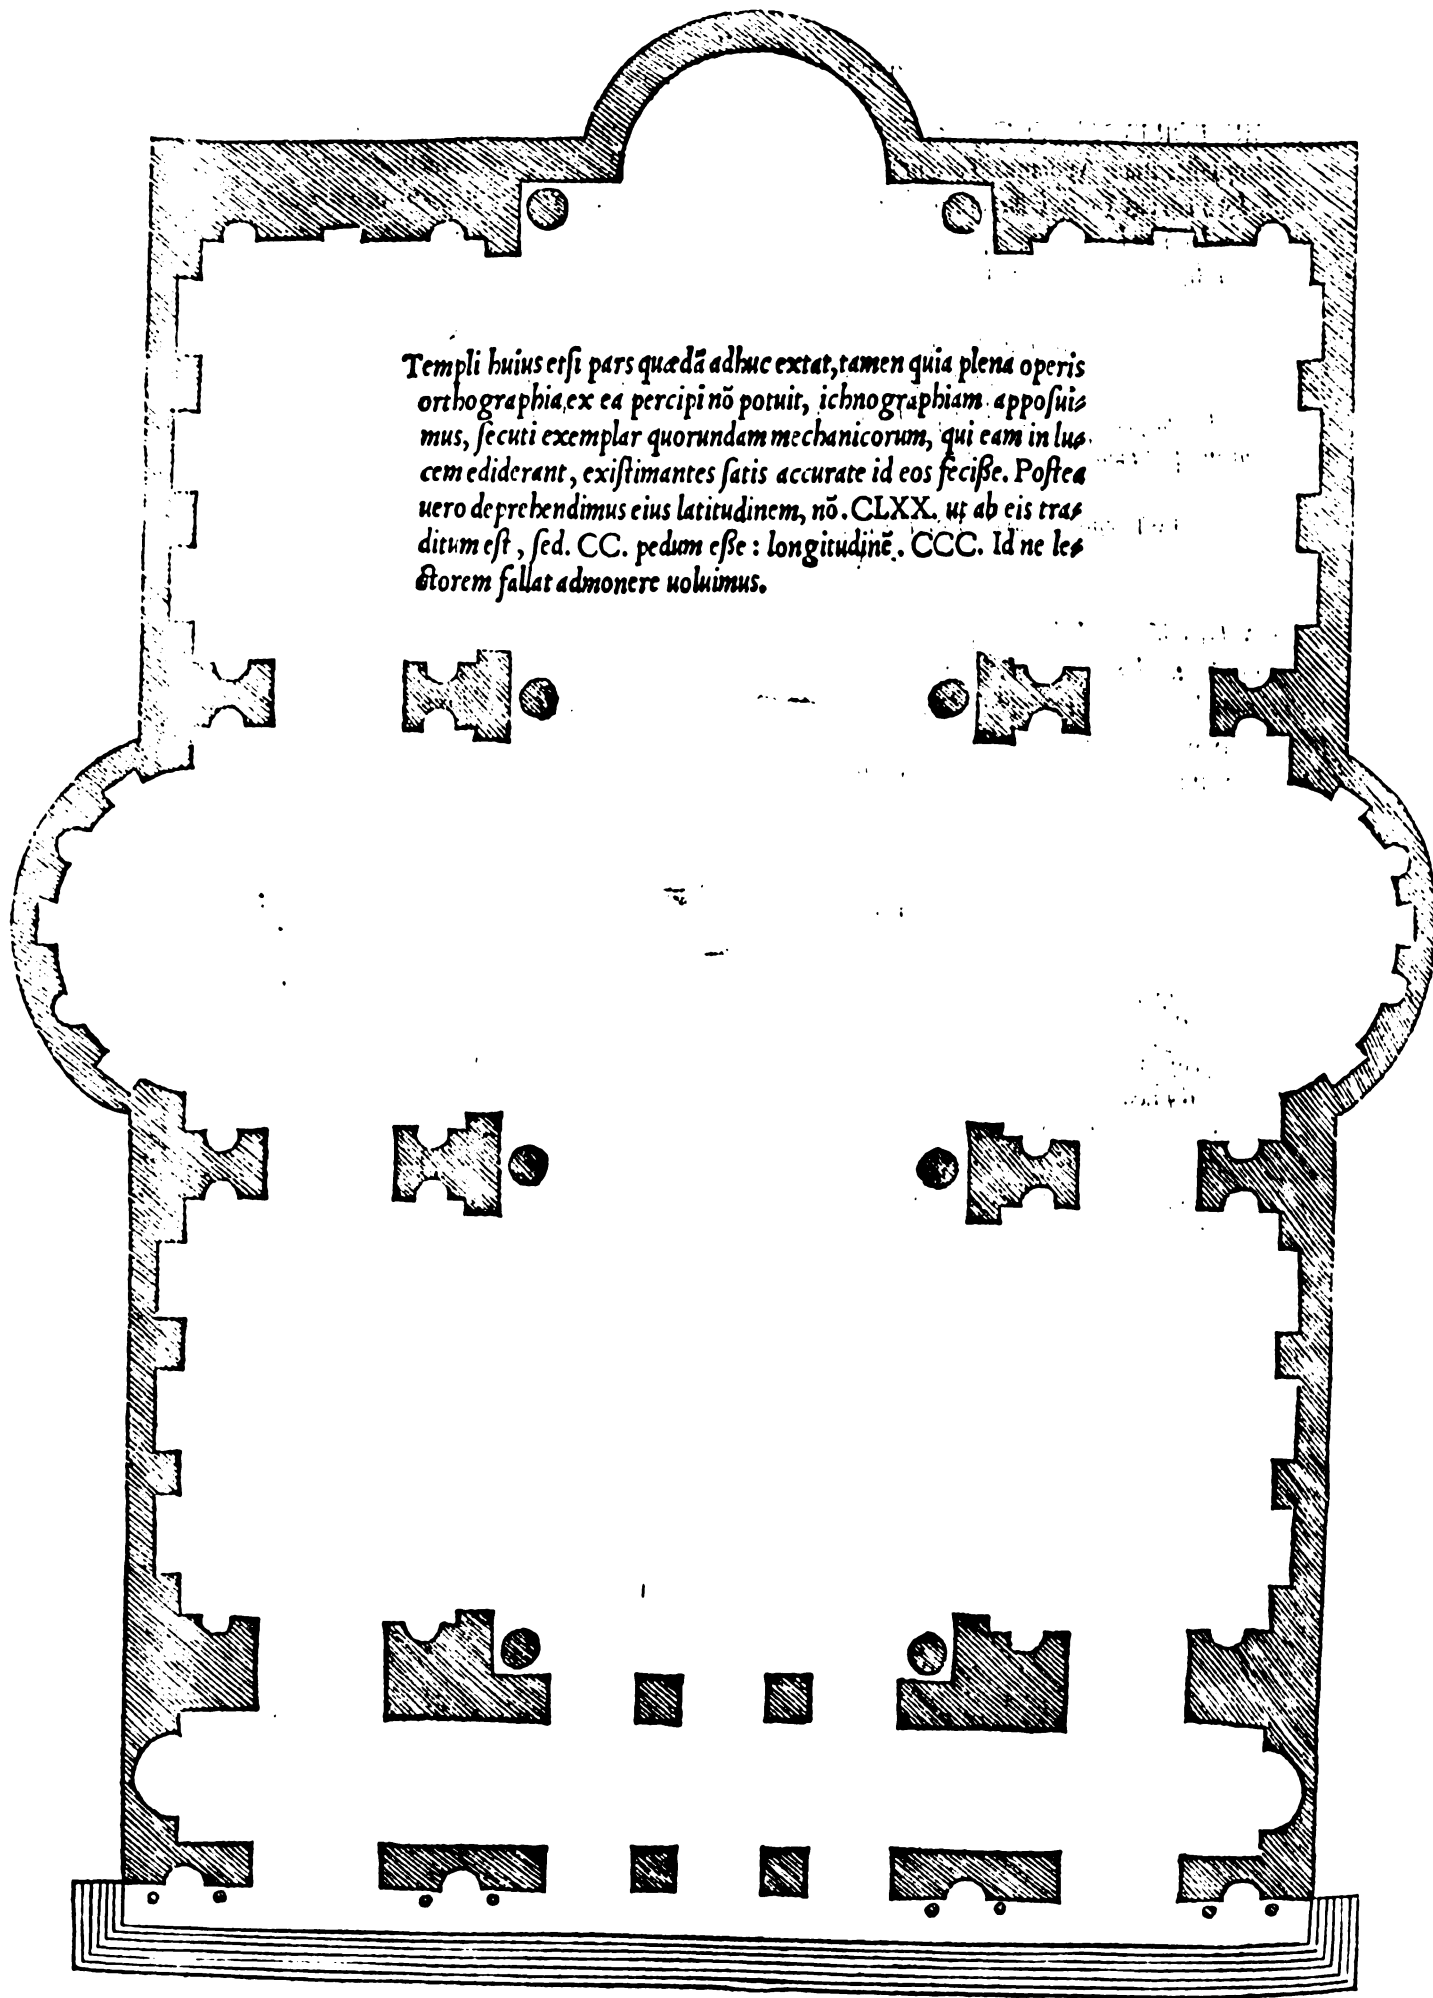 Templi huius etſi pars quædã adhuc extat, tamen quia plena operis
orthographia ex ea percipi nõ potuit, ichnographiam appoſui⸗
mus, ſecuti exemplar quorundam mechanicorum, qui eam in lu⸗
cem ediderant, exiſtimantes ſatis accurate id eos feciſſe. Poſtea
uero deprehendimus eius latitudinem, nõ. CLXX. ut ab eis tra⸗
ditum eſt, ſed. CC. pedum eſſe: longitudinẽ. CCC. Id ne le⸗
ctorem fallat admonere uoluimus.